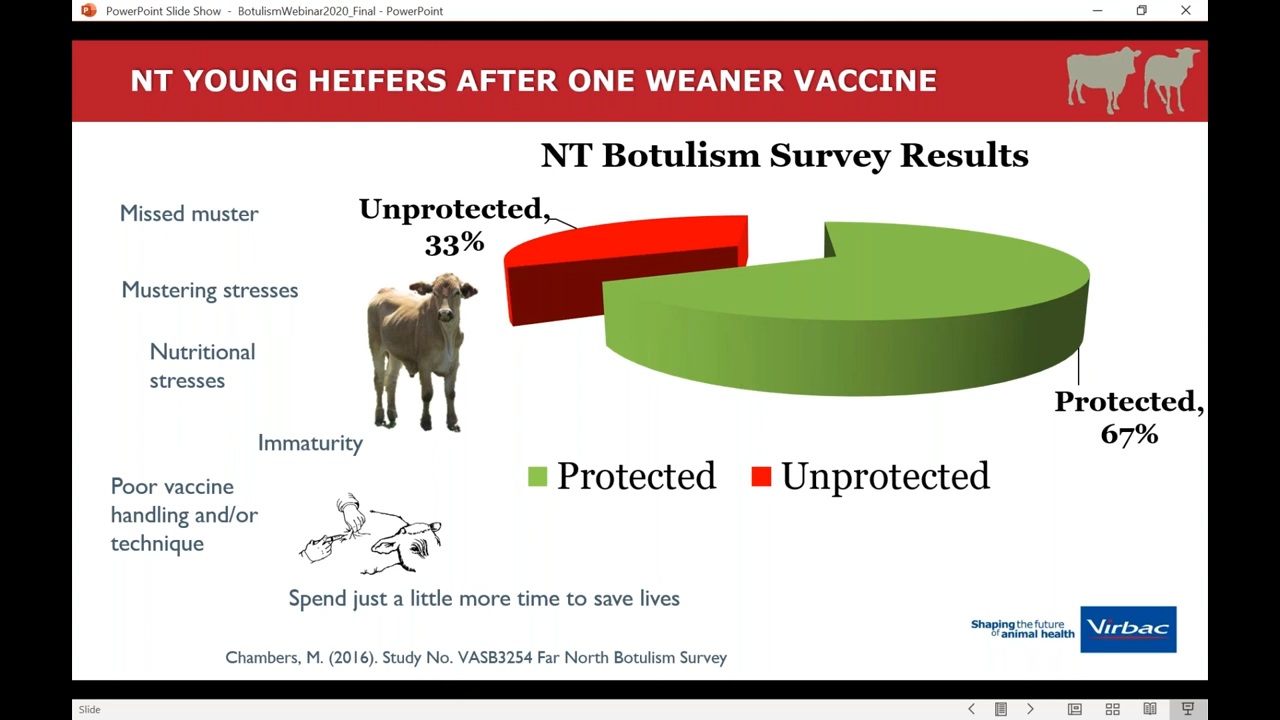 PowerPoint Slide Show - BotulismWebinar2020_Final - PowerPoint
NT YOUNG HEIFERS AFTER ONE WEANER VACCINE
NT Botulism Survey Results
Missed muster
Unprotected,
33%
Mustering stresses
Nutritional
stresses
Protected,
67%
Immaturity
Protected
Unprotected
Poor vaccine
handling and/or
technique
Spend just a little more time to save lives
Shaping the future
of animal health
Virbac
Chambers, M. (2016). Study No. VASB3254 Far North Botulism Survey
Slide